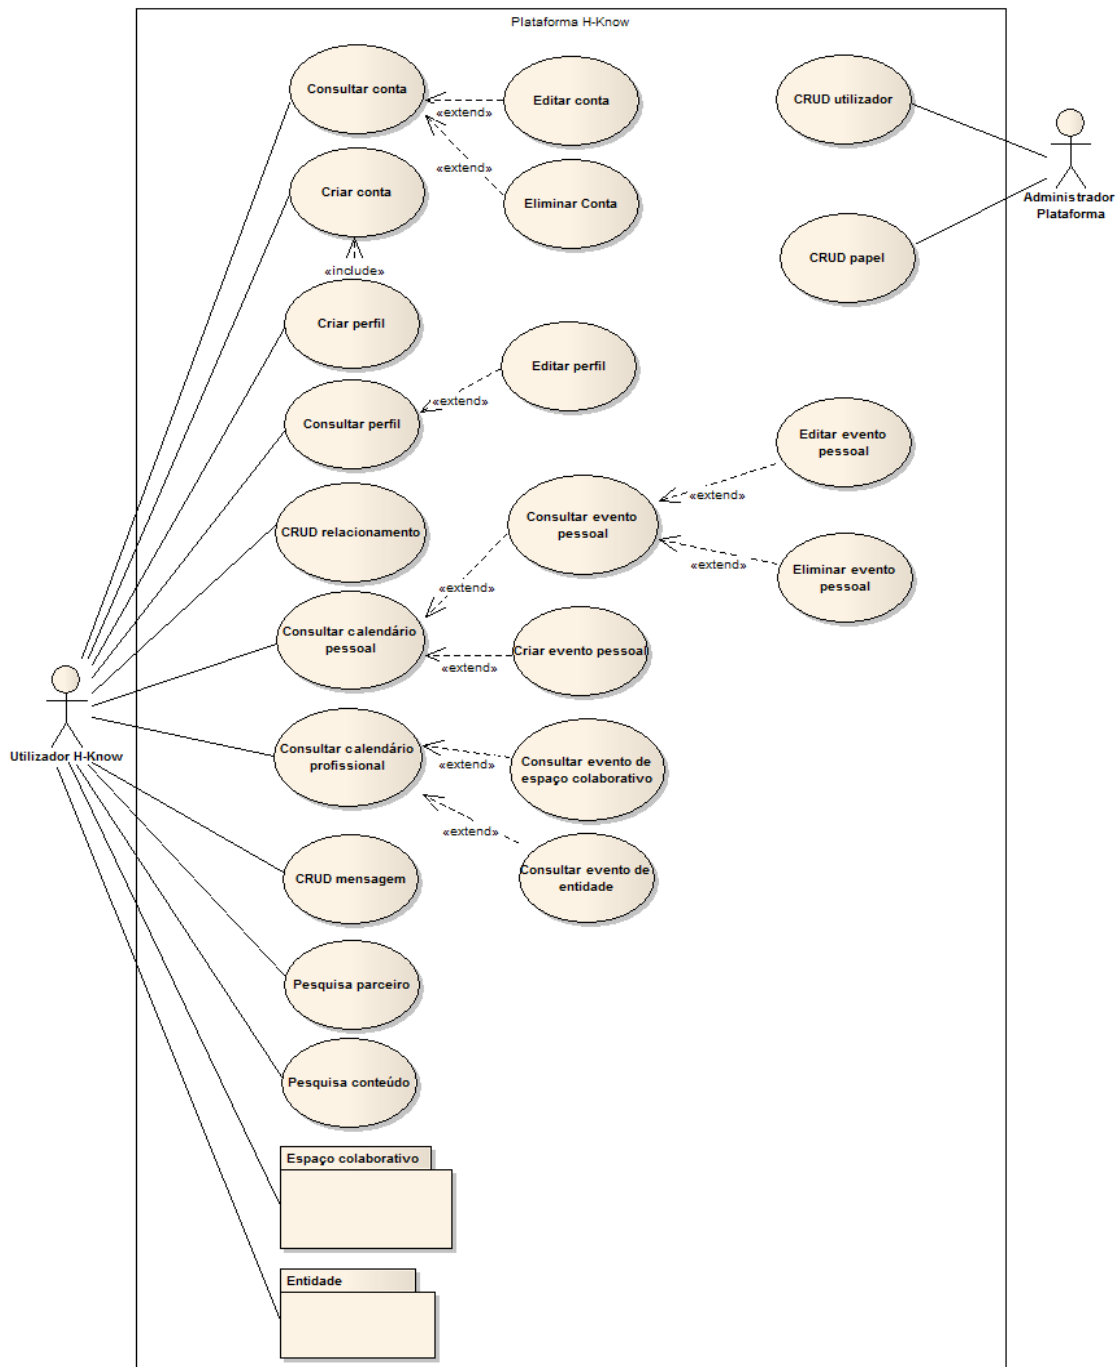 Plataforma H-Know
Consultar conta
Editar conta
CRUD utilizador
«extend»
«extend»
Criar conta
Eliminar Conta
Administrador
Plataforma
CRUD papel
«include»
Criar perfil
Editar perfil
«extend»
Consultar perfil
Editar evento
pessoal
«extend»
Consultar evento
pessoal
CRUD relacionamento
«extend»
Eliminar evento
pessoal
«extend»
Consultar calendário
pessoal
Criar evento pessoal
«extend»
Utilizador H-Know
Consultar calendário
profissional
«extend»
Consultar evento de
espaço colaborativo
«extend»
CRUD mensagem
Consultar evento de
entidade
Pesquisa parceiro
Pesquisa conteúdo
Espaço colaborativo
Entidade